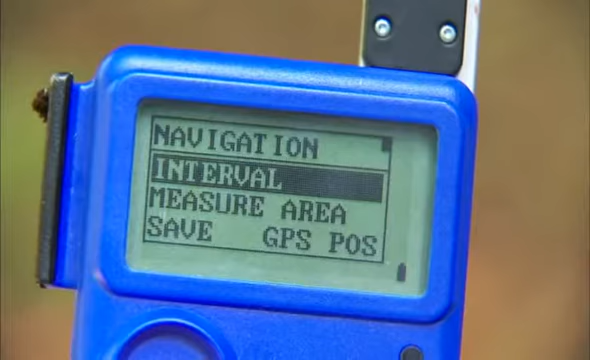 NAVIGATION
INTERVAL
MEASURE AREA
SAVE GPS POS